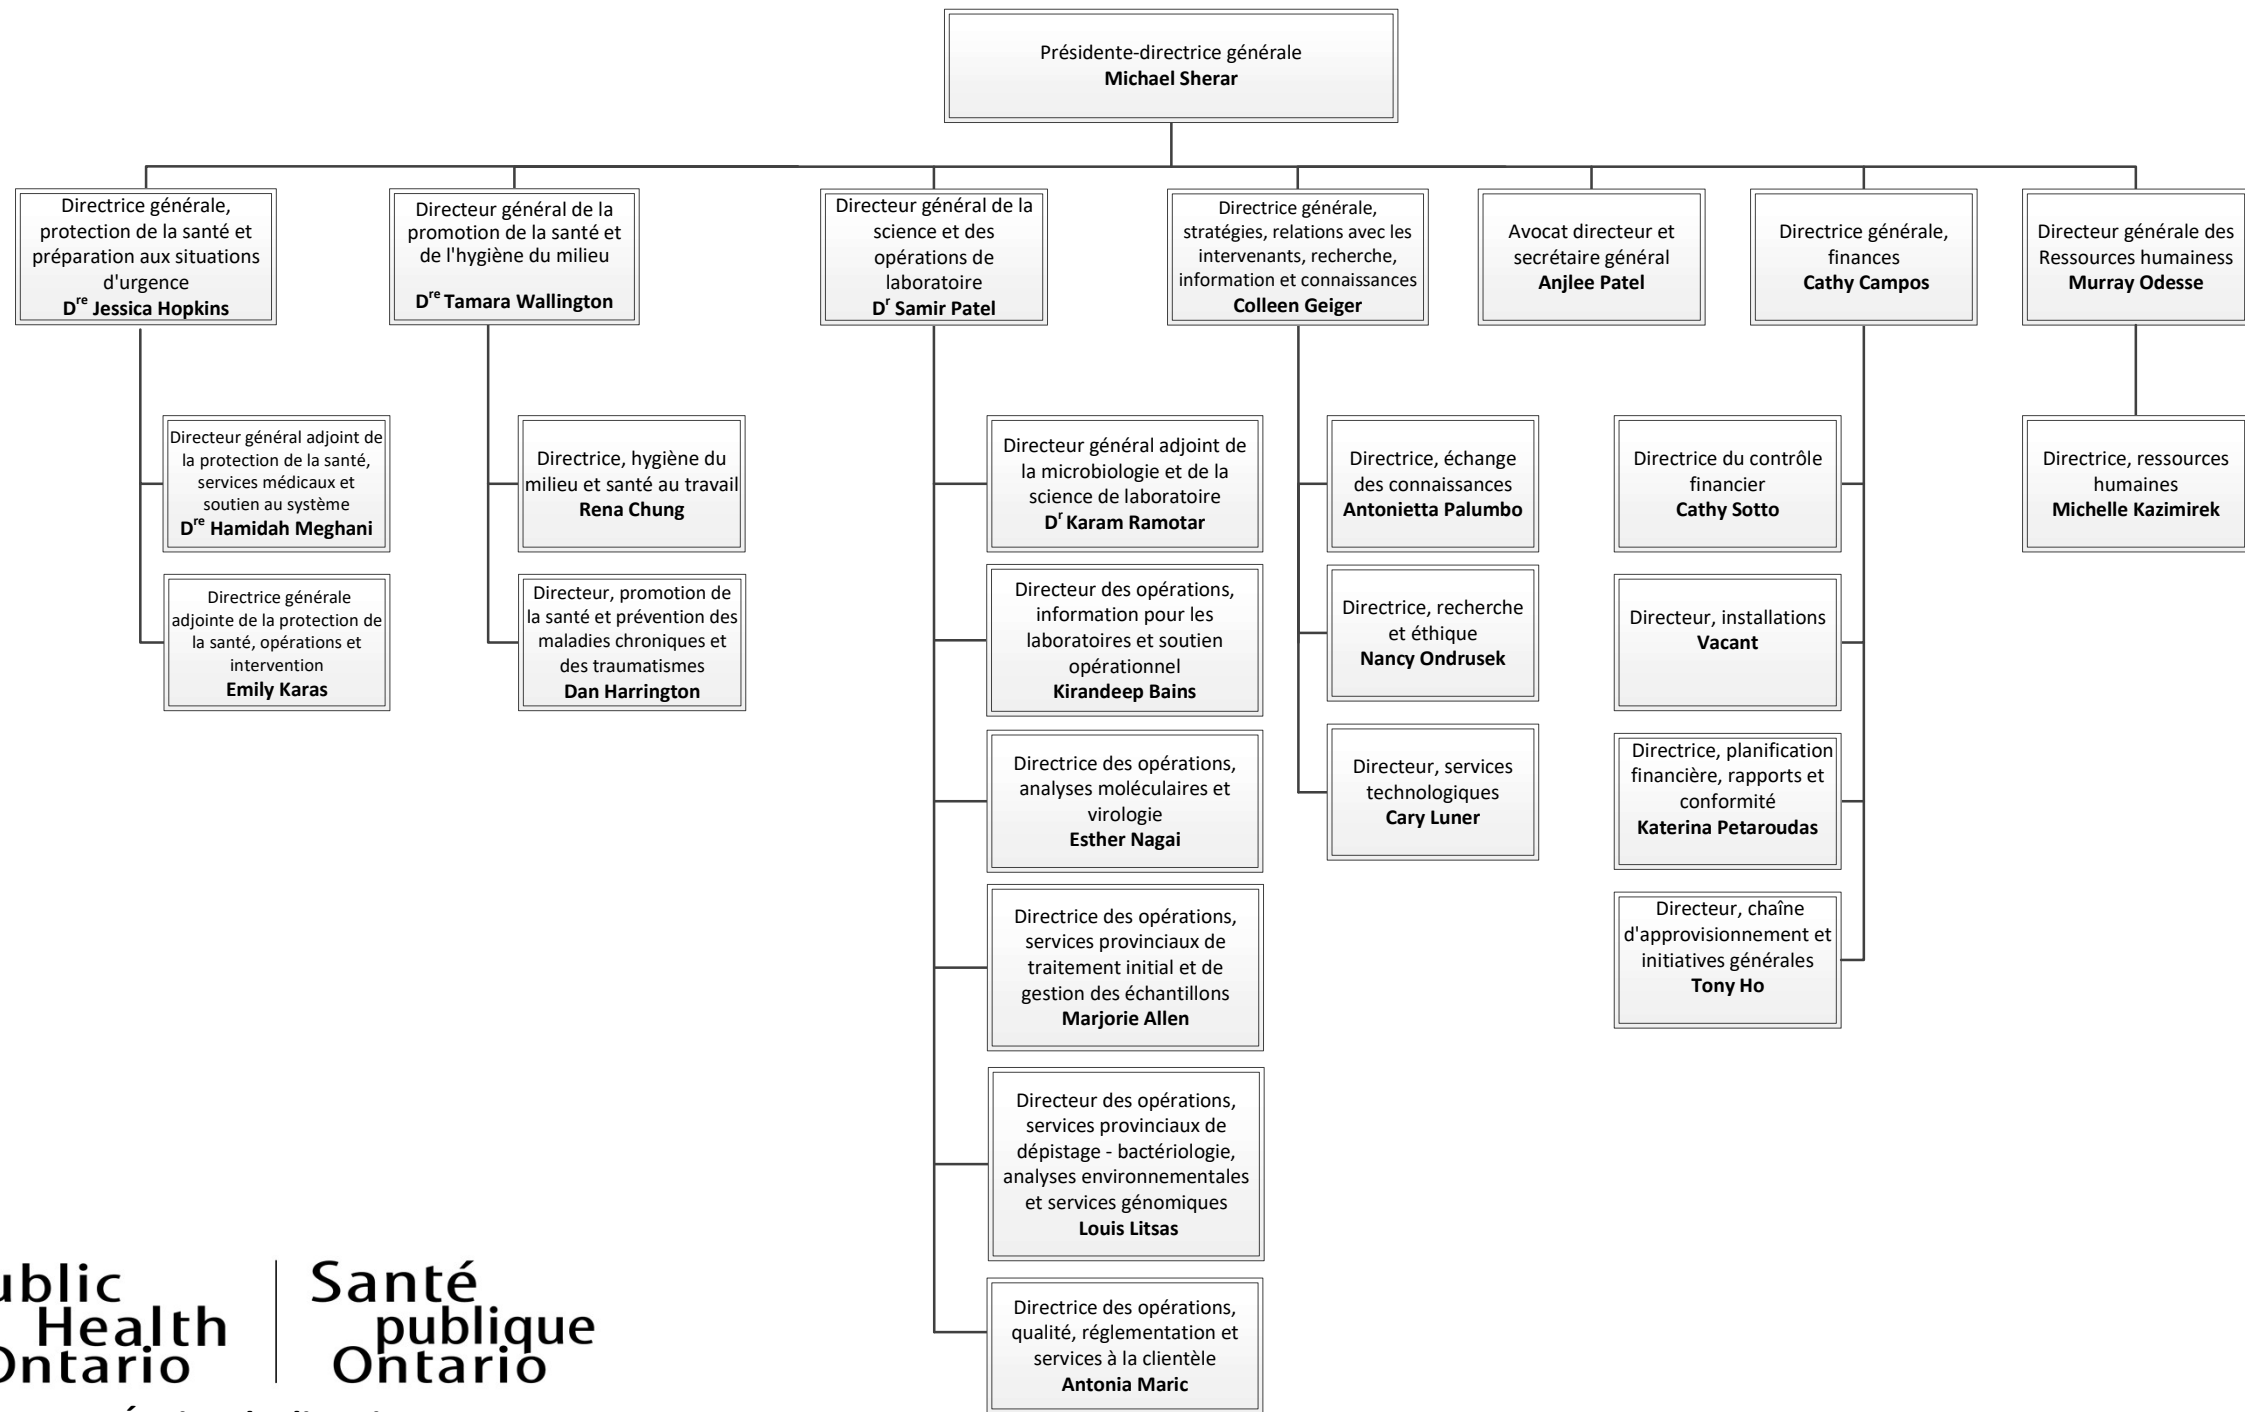 Présidente-directrice générale
Michael Sherar
Directrice générale,
protection de la santé et
préparation aux situations
d'urgence
Dre Jessica Hopkins
Directeur général de la
promotion de la santé et
de l'hygiène du milieu
Dre Tamara Wallington
Directeur général de la
science et des
opérations de
laboratoire
Dr Samir Patel
Directrice générale,
stratégies, relations avec les
intervenants, recherche,
information et connaissances
Colleen Geiger
Avocat directeur et
secrétaire général
Anjlee Patel
Directrice générale,
finances
Cathy Campos
Directeur générale des
Ressources humainess
Murray Odesse
Directeur général adjoint de
la protection de la santé,
services médicaux et
soutien au système
Dre Hamidah Meghani
Directrice générale
adjointe de la protection de
la santé, opérations et
intervention
Emily Karas
Directrice, hygiène du
milieu et santé au travail
Rena Chung
Directeur, promotion de
la santé et prévention des
maladies chroniques et
des traumatismes
Dan Harrington
Directeur général adjoint de
la microbiologie et de la
science de laboratoire
Dr Karam Ramotar
Directeur des opérations,
information pour les
laboratoires et soutien
opérationnel
Kirandeep Bains
Directrice des opérations,
analyses moléculaires et
virologie
Esther Nagai
Directrice des opérations,
services provinciaux de
traitement initial et de
gestion des échantillons
Marjorie Allen
Directeur des opérations,
services provinciaux de
dépistage - bactériologie,
analyses environnementales
et services génomiques
Louis Litsas
Directrice des opérations,
qualité, réglementation et
services à la clientèle
Antonia Maric
Directrice, échange
des connaissances
Antonietta Palumbo
Directrice, recherche
et éthique
Nancy Ondrusek
Directeur, services
technologiques
Cary Luner
Directrice du contrôle
financier
Cathy Sotto
Directeur, installations
Vacant
Directrice, planification
financière, rapports et
conformité
Katerina Petaroudas
Directeur, chaîne
d'approvisionnement et
initiatives générales
Tony Ho
Directrice, ressources
humaines
Michelle Kazimirek
ublic
Health
Ontario
Santé
publique
Ontario